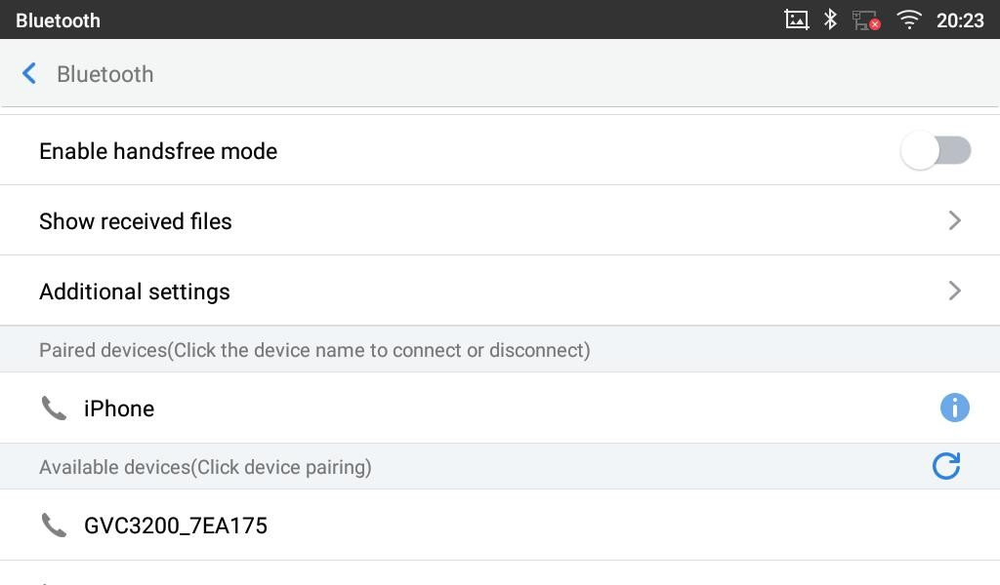 Bluetooth
20:23
Bluetooth
Enable handsfree mode
Show received files
Additional settings
Paired devices(Click the device name to connect or disconnect)
iPhone
Available devices(Click device pairing)
GVC3200_7EA175